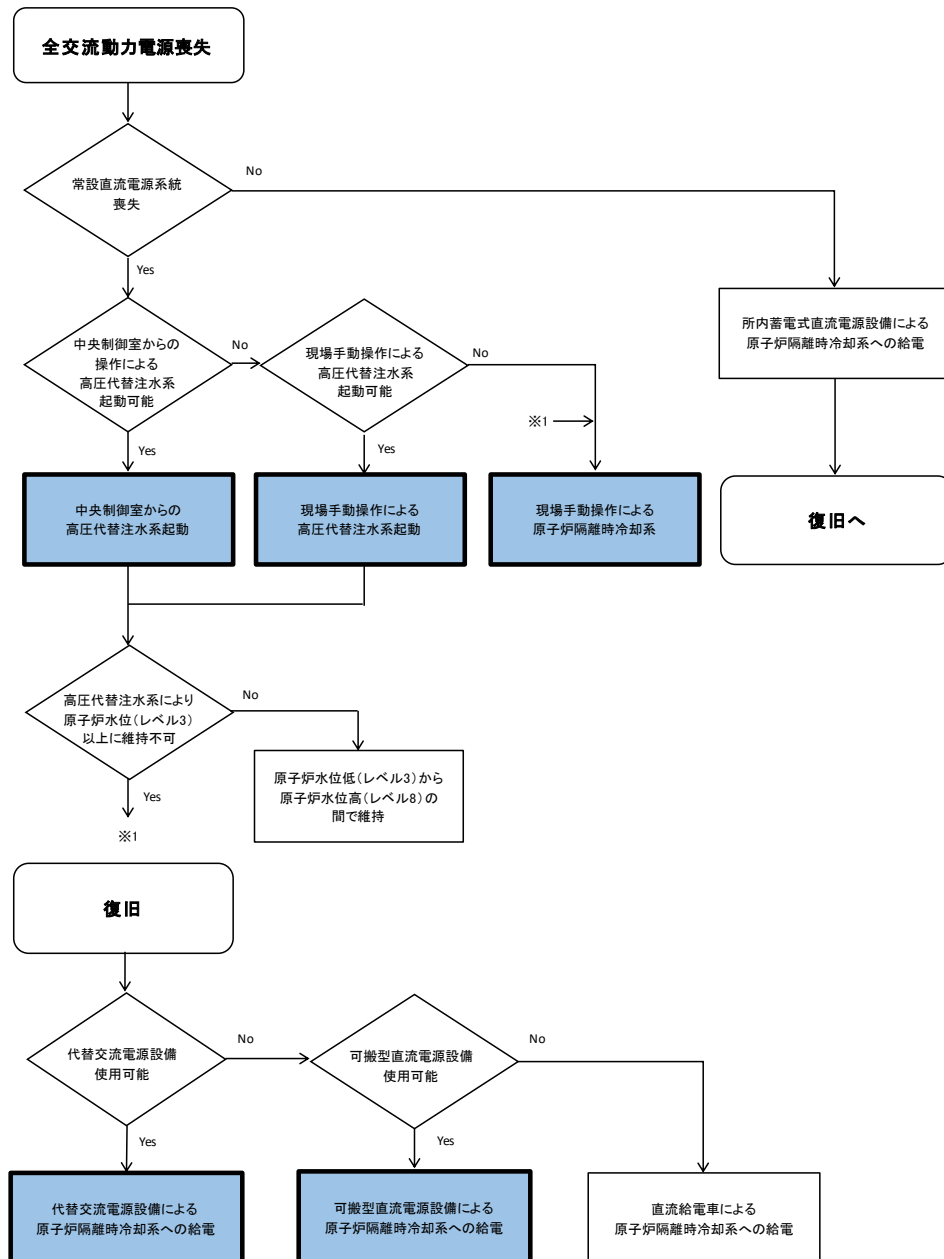 全交流動力電源喪失
常設直流電源系統
喪失
No
Yes
中央制御室からの
操作による
高圧代替注水系
起動可能
No
現場手動操作による
高圧代替注水系
起動可能
No
所内蓄電式直流電源設備による
原子炉隔離時冷却系への給電
※1
Yes
Yes
中央制御室からの
高圧代替注水系起動
現場手動操作による
高圧代替注水系起動
現場手動操作による
原子炉隔離時冷却系
復旧へ
高圧代替注水系により
原子炉水位(レベル3)
以上に維持不可
No
Yes
※1
原子炉水位低(レベル3)から
原子炉水位高(レベル8)の
間で維持
復旧
代替交流電源設備
使用可能
No
可搬型直流電源設備
使用可能
No
Yes
Yes
代替交流電源設備による
原子炉隔離時冷却系への給電
可搬型直流電源設備による
原子炉隔離時冷却系への給電
直流給電車による
原子炉隔離時冷却系への給電